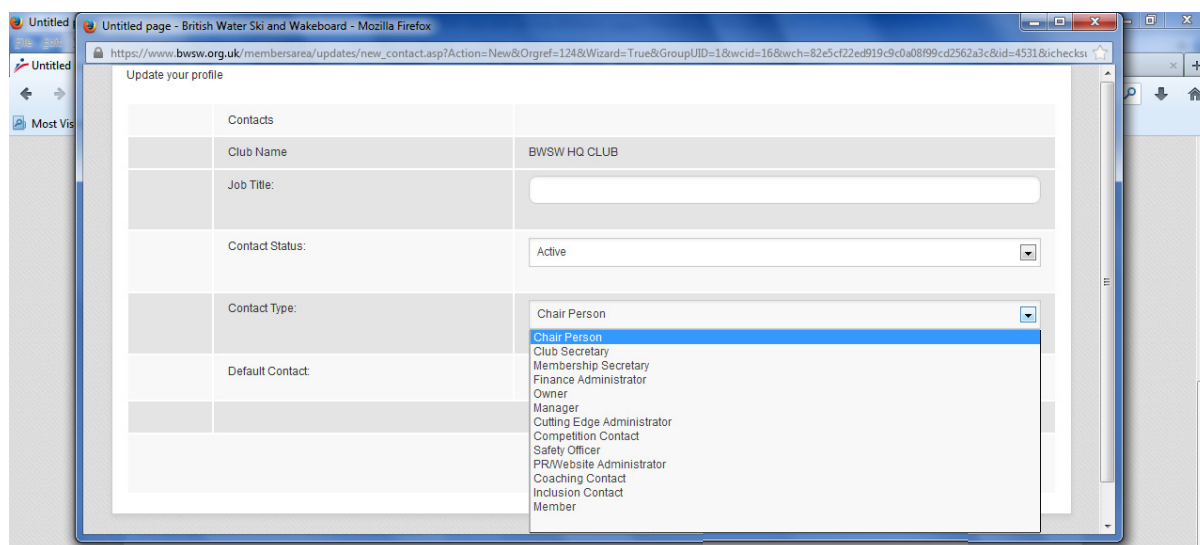 Untitled
Untitled page - British Water Ski and Wakeboard - Mozilla Firefox
File Edit
https://www.bwsw.org.uk/membersarea/updates/new_contact.asp?Action=New&Orgref=124&Wizard=True&GroupUID=1&wcid=16&wch=82e5cf22ed919c9c0a08f99cd2562a3c&id=4531&ichecksu
Untitled
Update your profile
Most Vis
Contacts
Club Name BWSW HQ CLUB
Job Title:
Contact Status: Active
Contact Type: Chair Person
Chair Person
Club Secretary
Membership Secretary
Finance Administrator
Owner
Manager
Default Contact:
Cutting Edge Administrator
Competition Contact
Safety Officer
PR/Website Administrator
Coaching Contact
Inclusion Contact
Member